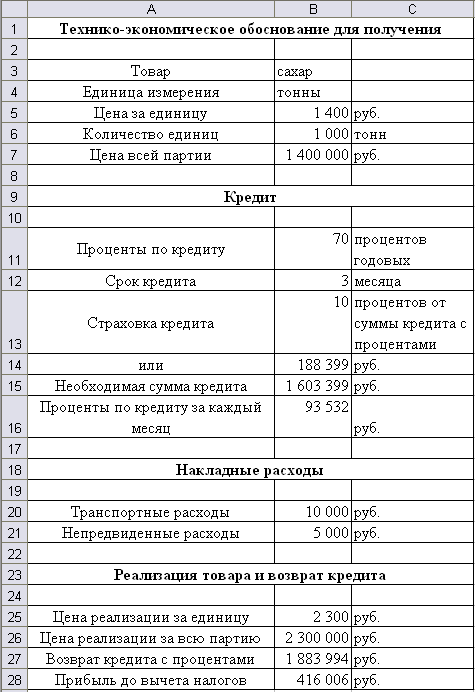 A B C
1 Технико-экономическое обоснование для получения
2
3 Товар сахар
4 Единица измерения тонны
5 Цена за единицу 1 400 руб.
6 Количество единиц 1 000 тонн
7 Цена всей партии 1 400 000 руб.
8
9 Кредит
10
70 процентов
11 Проценты по кредиту годовых
12 Срок кредита 3 месяца
10 процентов от
Страховка кредита суммы кредита с
13 процентами
14 или 188 399 руб.
15 Необходимая сумма кредита 1 603 399 руб.
Проценты по кредиту за каждый 93 532
16 месяц руб.
17
18 Накладные расходы
19
20 Транспортные расходы 10 000 руб.
21 Непредвиденные расходы 5 000 руб.
22
23 Реализация товара и возврат кредита
24
25 Цена реализации за единицу 2 300 руб.
26 Цена реализации за всю партию 2 300 000 руб.
27 Возврат кредита с процентами 1 883 994 руб.
28 Прибыль до вычета налогов 416 006 руб.